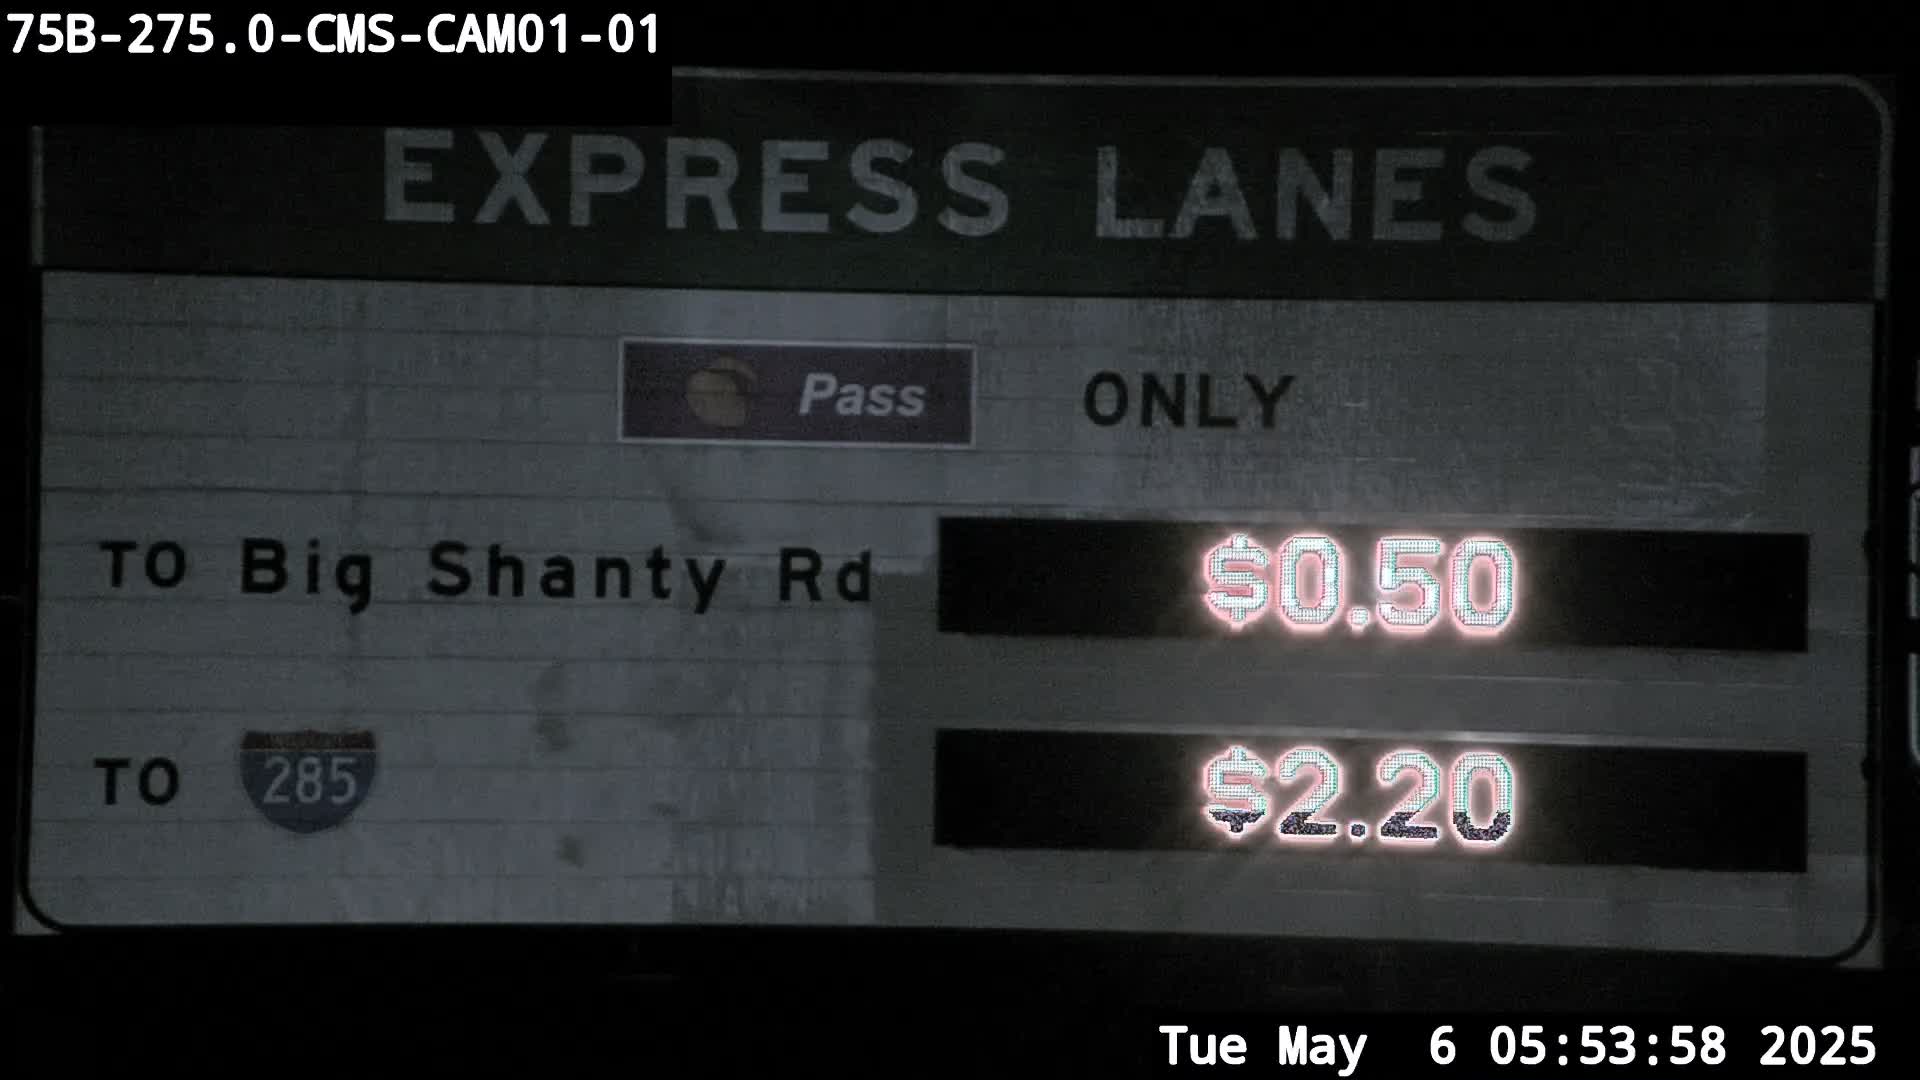 75B-275.0-CMS-CAM01-01
EXPRESS LANES
Pass ONLY
TO Big Shanty Rd $0.50
TO 285 $2.20
Tue May 6 05:53:58 2025